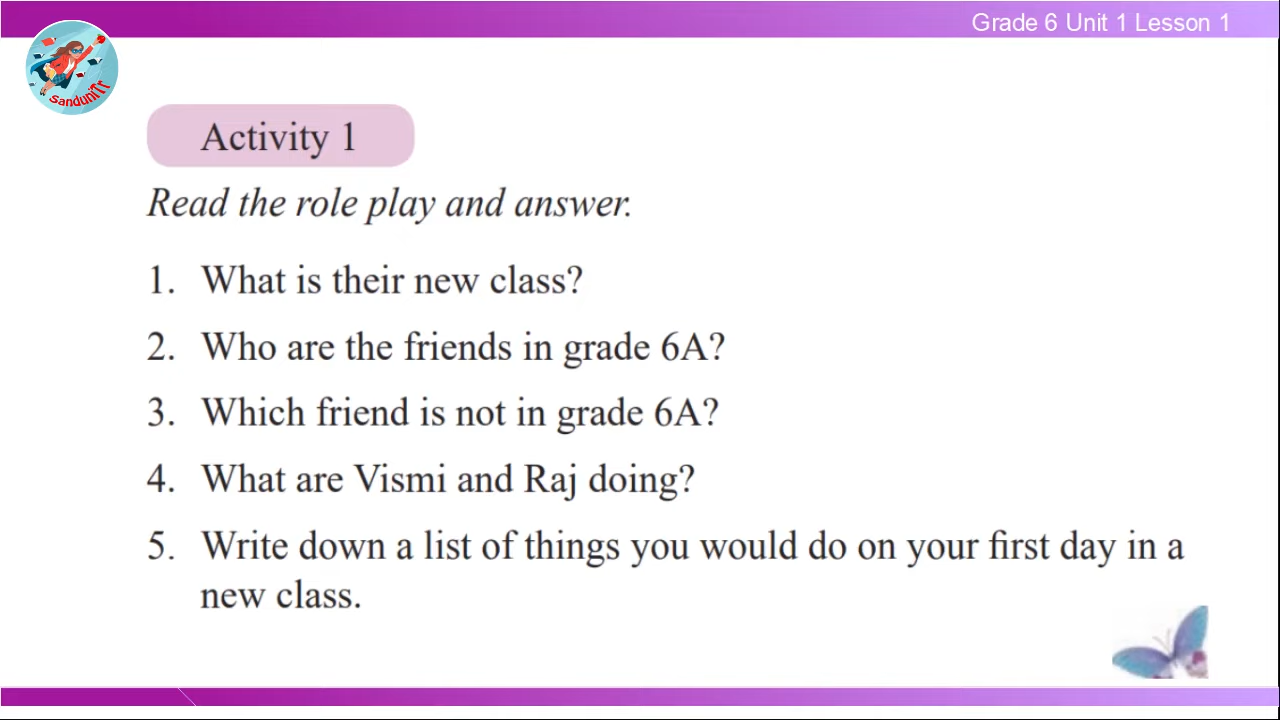 Grade 6 Unit 1 Lesson 1
SanduniTr
Activity 1
Read the role play and answer.
1. What is their new class?
2. Who are the friends in grade 6A?
3. Which friend is not in grade 6A?
4. What are Vismi and Raj doing?
5. Write down a list of things you would do on your first day in a
new class.